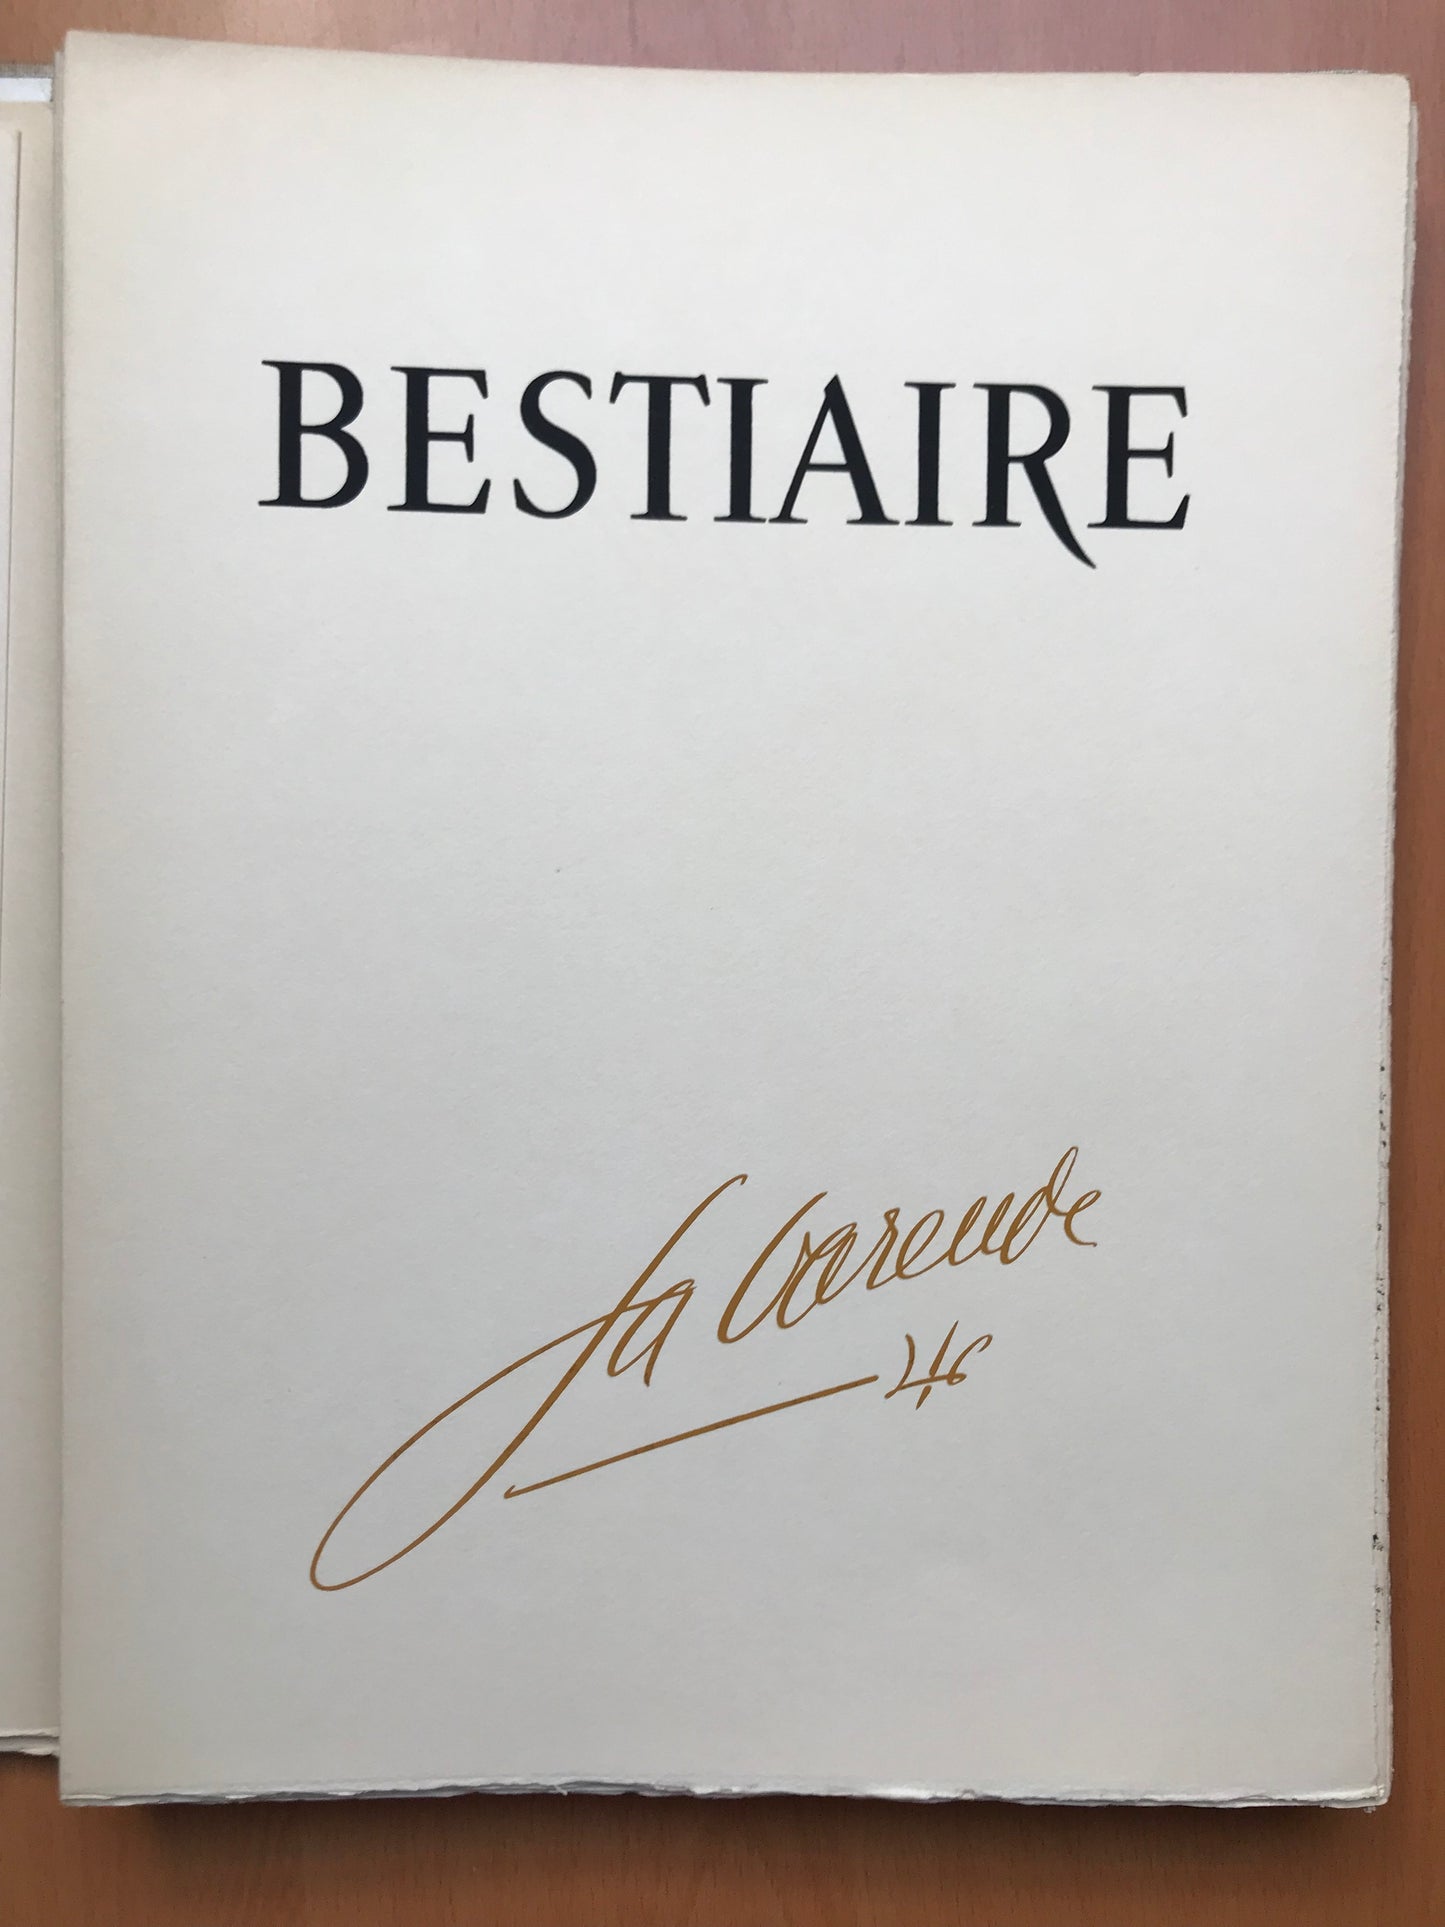 BESTIAIRE
La Varende
46